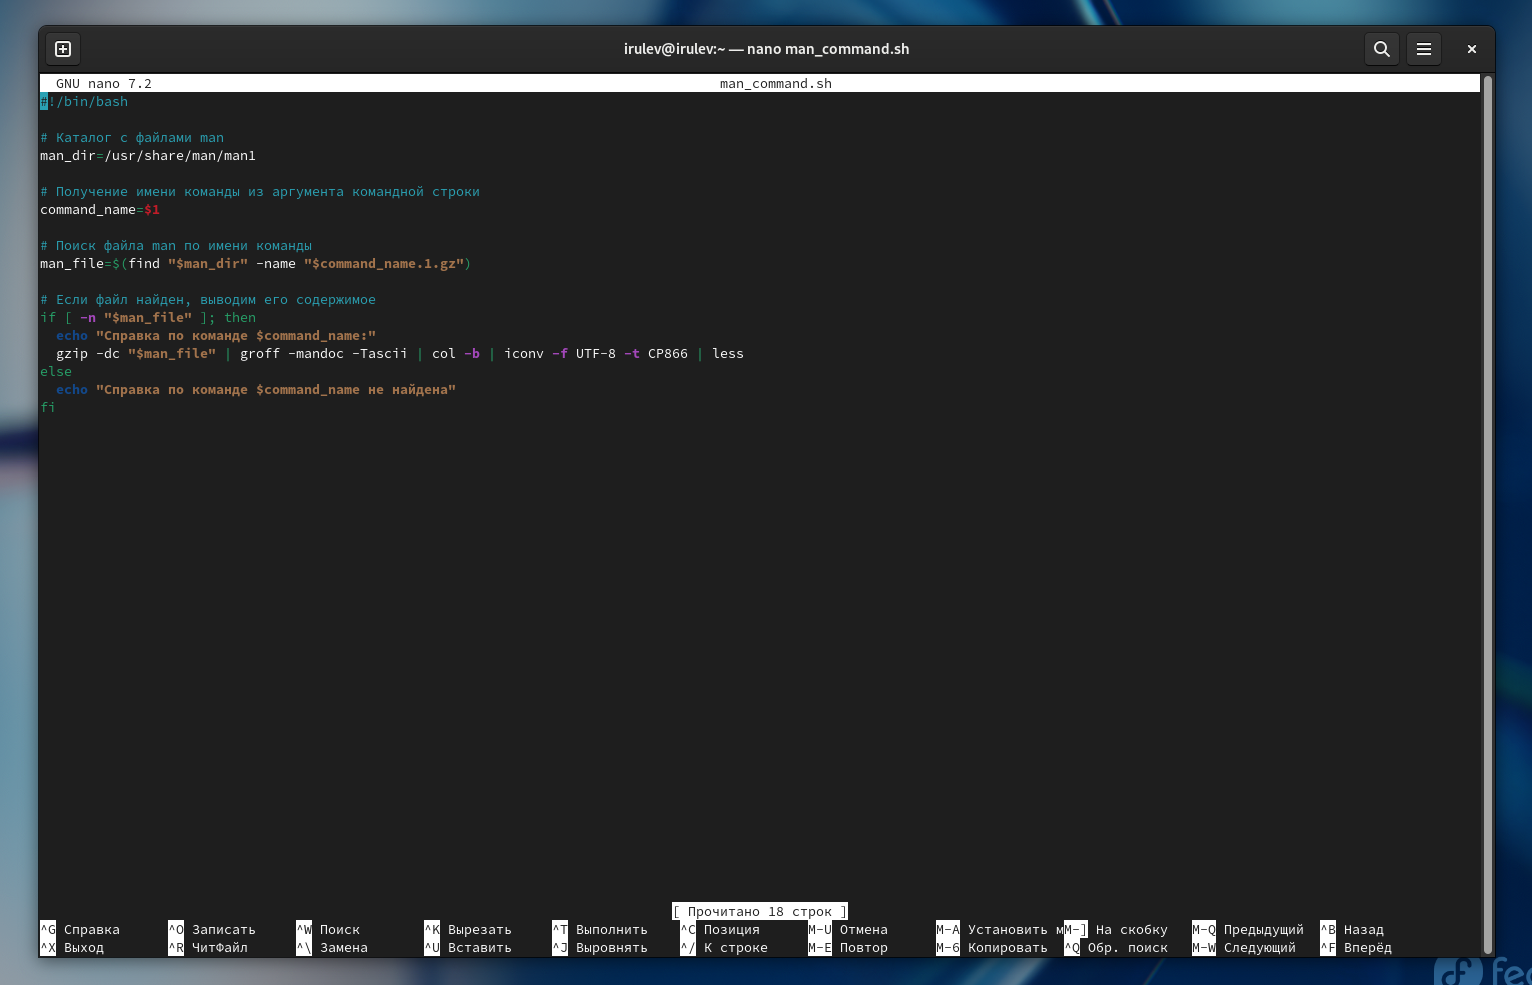 irulev@irulev:~ — nano man_command.sh
GNU nano 7.2 man_command.sh
#!/bin/bash
# Каталог с файлами man
man_dir=/usr/share/man/man1
# Получение имени команды из аргумента командной строки
command_name=$1
# Поиск файла man по имени команды
man_file=$(find "$man_dir" -name "$command_name.1.gz")
# Если файл найден, выводим его содержимое
if [ -n "$man_file" ]; then
echo "Справка по команде $command_name:"
gzip -dc "$man_file" | groff -mandoc -Tascii | col -b | iconv -f UTF-8 -t CP866 | less
else
echo "Справка по команде $command_name не найдена"
fi
[ Прочитано 18 строк ]
^G Справка ^O Записать ^W Поиск ^K Вырезать ^T Выполнить ^C Позиция M-U Отмена M-A Установить мM-] На скобку M-Q Предыдущий ^B Назад
^X Выход ^R ЧитФайл ^\ Замена ^U Вставить ^J Выровнять ^/ К строке M-E Повтор M-6 Копировать ^Q Обр. поиск M-W Следующий ^F Вперёд